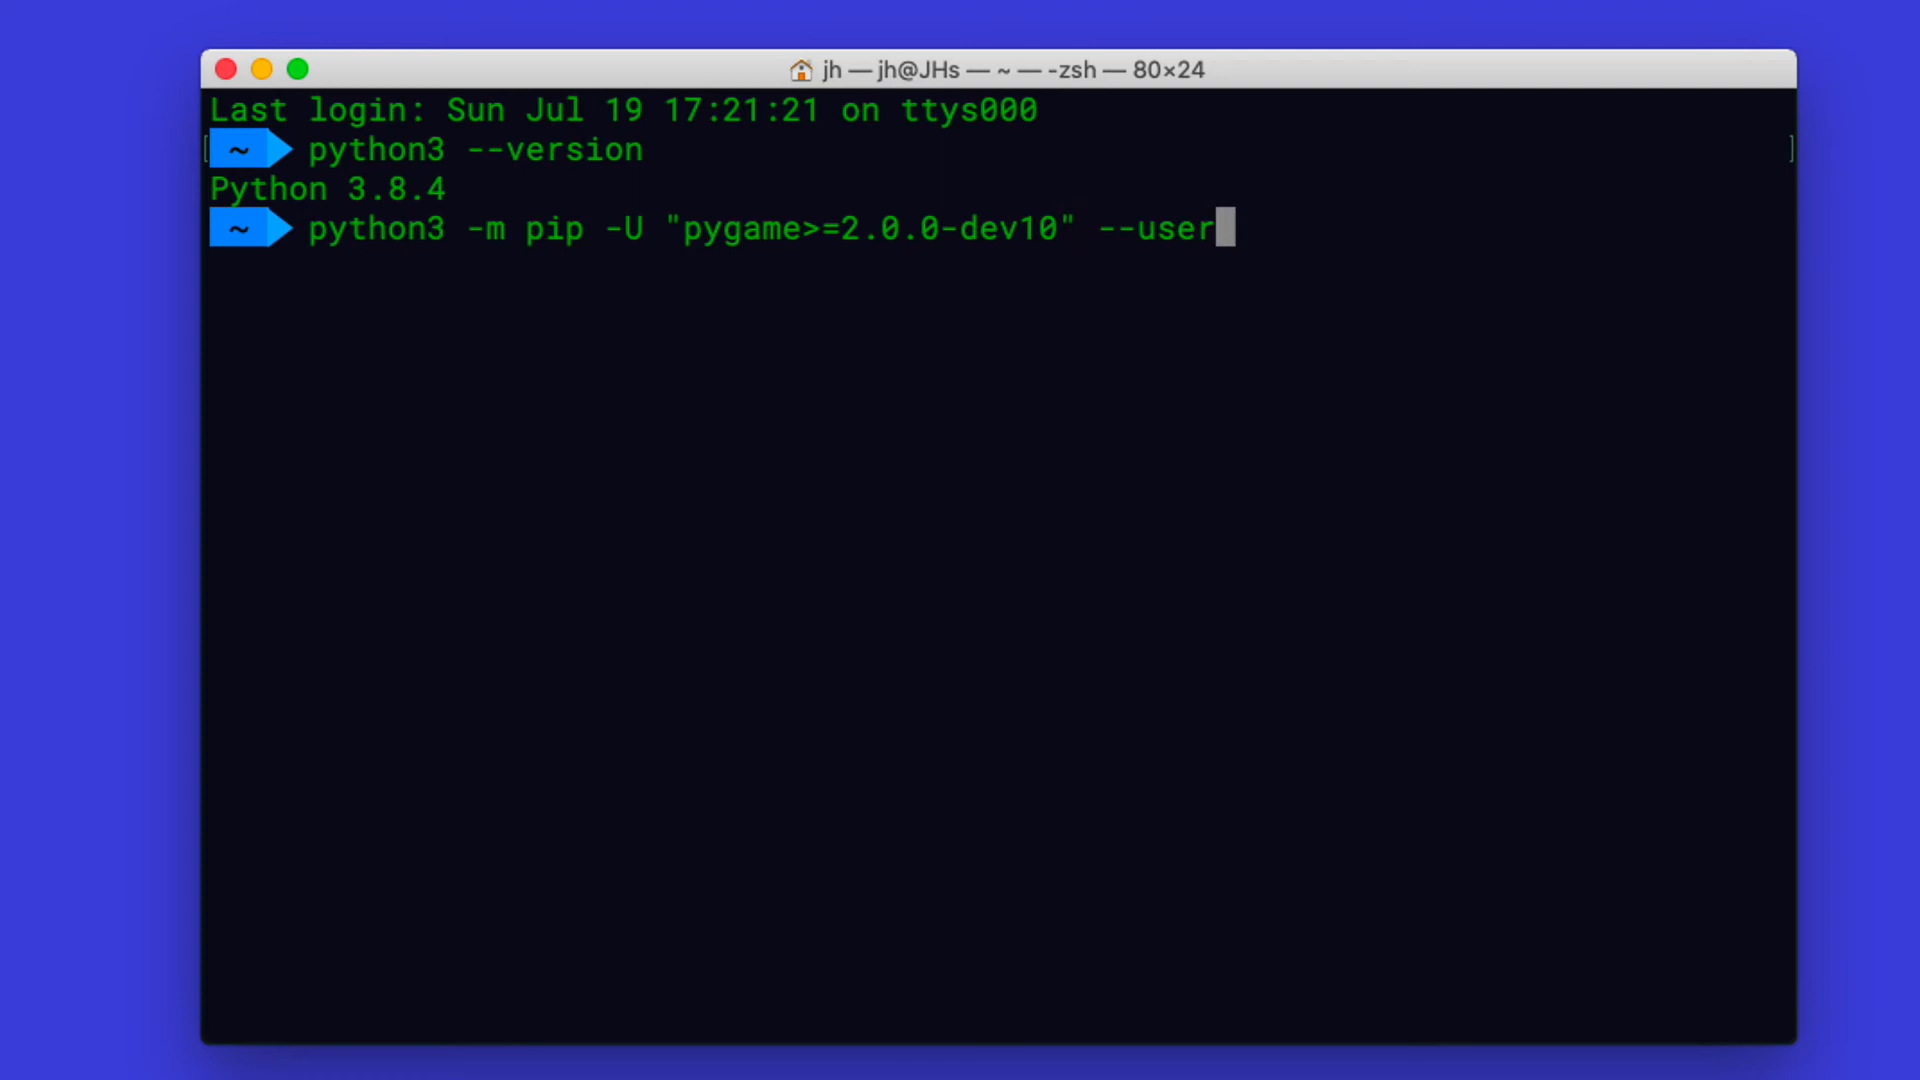 jh — jh@JHs — ~ — -zsh — 80×24
Last login: Sun Jul 19 17:21:21 on ttys000
[ ~ python3 --version ]
Python 3.8.4
~ python3 -m pip -U "pygame>=2.0.0-dev10" --user